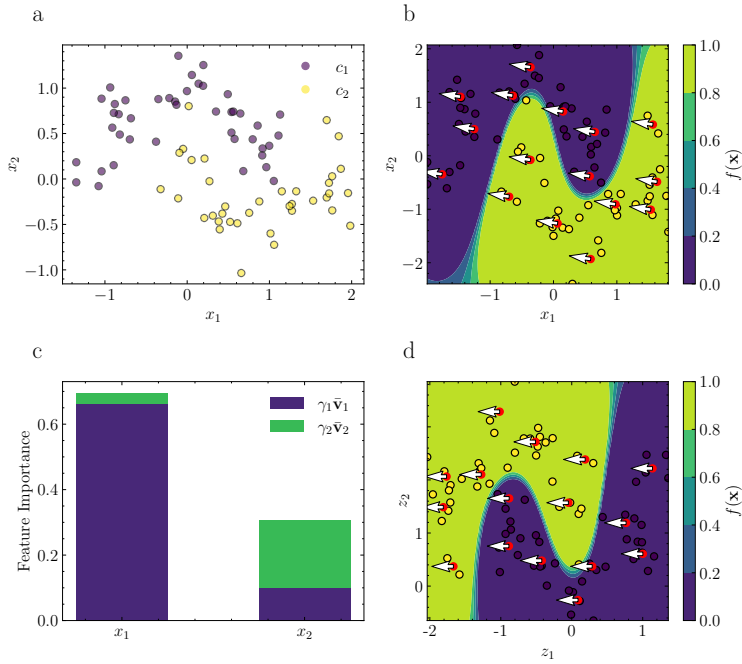 a
1.0
0.5
0.0
−0.5
−1.0
−1
0
1
2
x₂
x₁
c₁
c₂
b
2
1
0
−1
−2
−1
0
1
x₂
x₁
1.0
0.8
0.6
0.4
0.2
0.0
f(x)
c
0.6
0.4
0.2
0.0
Feature Importance
x₁
x₂
γ₁v̄₁
γ₂v̄₂
d
2
1
0
-2
-1
0
1
z₂
z₁
1.0
0.8
0.6
0.4
0.2
0.0
f(x)